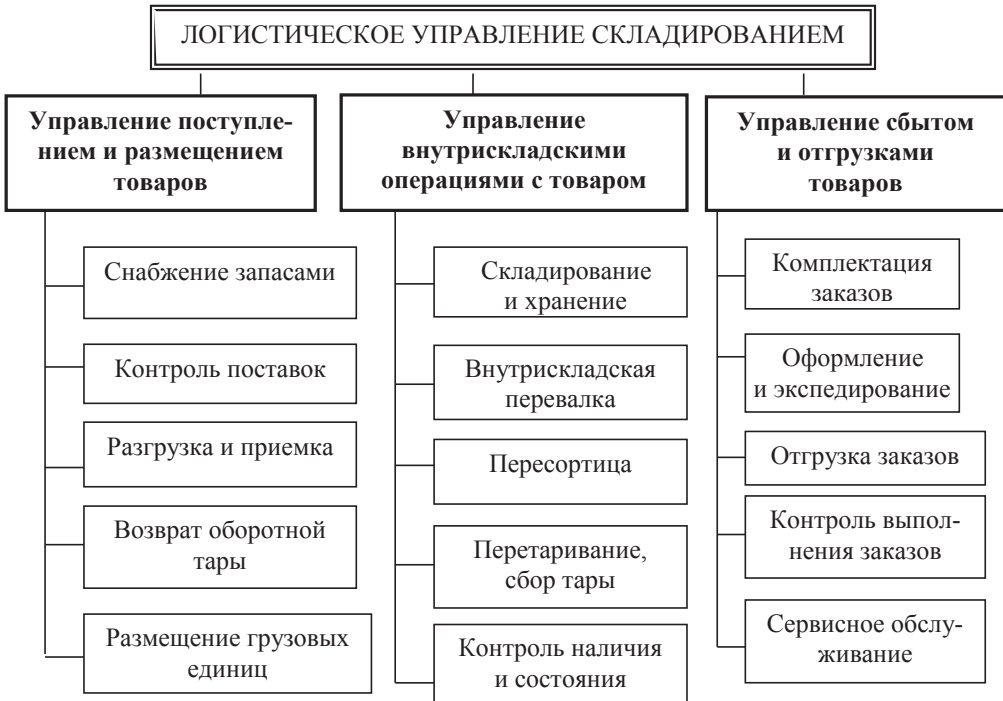 ЛОГИСТИЧЕСКОЕ УПРАВЛЕНИЕ СКЛАДИРОВАНИЕМ
Управление поступле-
нием и размещением
товаров
Снабжение запасами
Контроль поставок
Разгрузка и приемка
Возврат оборотной
тары
Размещение грузовых
единиц
Управление
внутрискладскими
операциями с товаром
Складирование
и хранение
Внутрискладская
перевалка
Пересортица
Перетаривание,
сбор тары
Контроль наличия
и состояния
Управление сбытом
и отгрузками
товаров
Комплектация
заказов
Оформление
и экспедирование
Отгрузка заказов
Контроль выпол-
нения заказов
Сервисное обслу-
живание